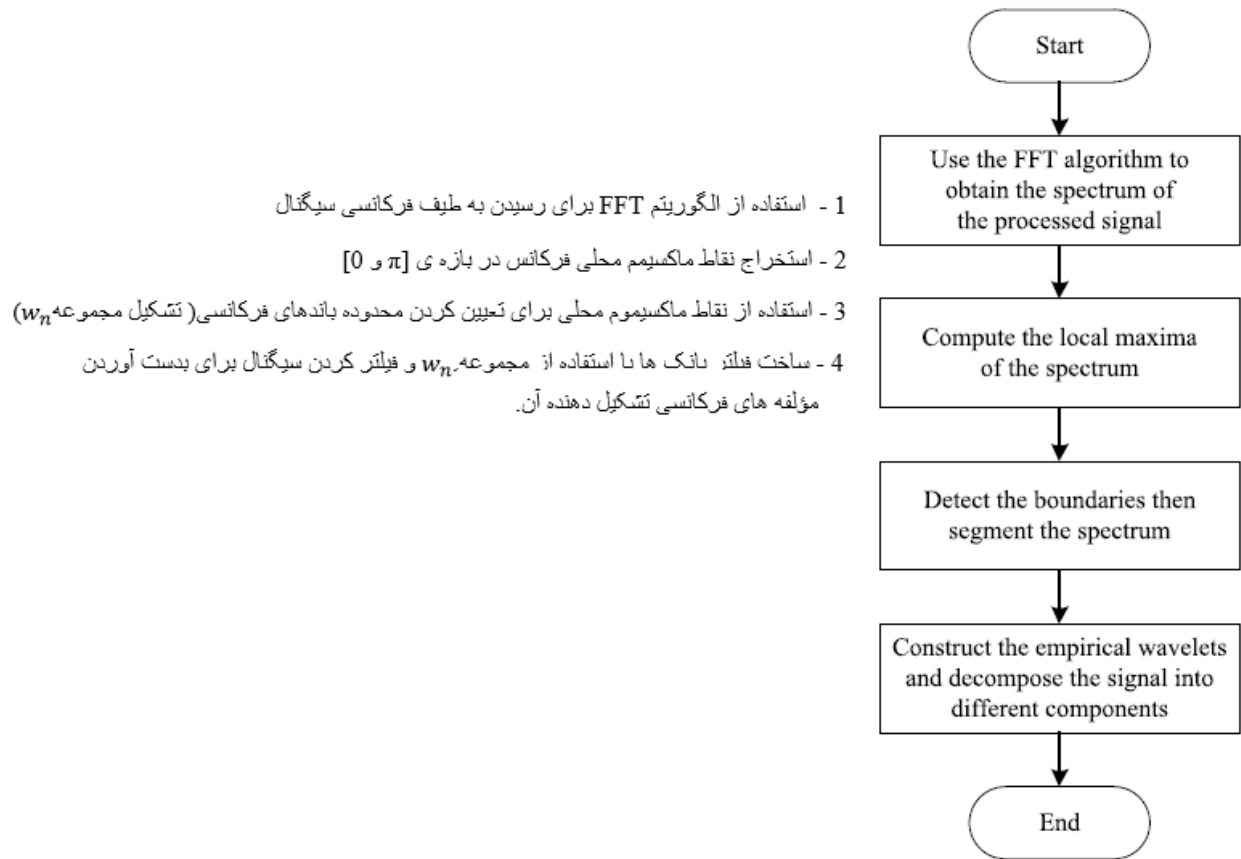 Start
Use the FFT algorithm to
obtain the spectrum of
the processed signal
Compute the local maxima
of the spectrum
Detect the boundaries then
segment the spectrum
Construct the empirical wavelets
and decompose the signal into
different components
End
1 - استفاده از الگوریتم FFT برای رسیدن به طیف فرکانسی سیگنال
2 - استخراج نقاط ماکسیمم محلی فرکانس در بازه ی [π و 0]
3 - استفاده از نقاط ماکسیموم محلی برای تعیین کردن محدوده باندهای فرکانسی( تشکیل مجموعه wₙ)
4 - ساخت فیلتر بانک ها با استفاده از مجموعه wₙ و فیلتر کردن سیگنال برای بدست آوردن
مؤلفه های فرکانسی تشکیل دهنده آن.